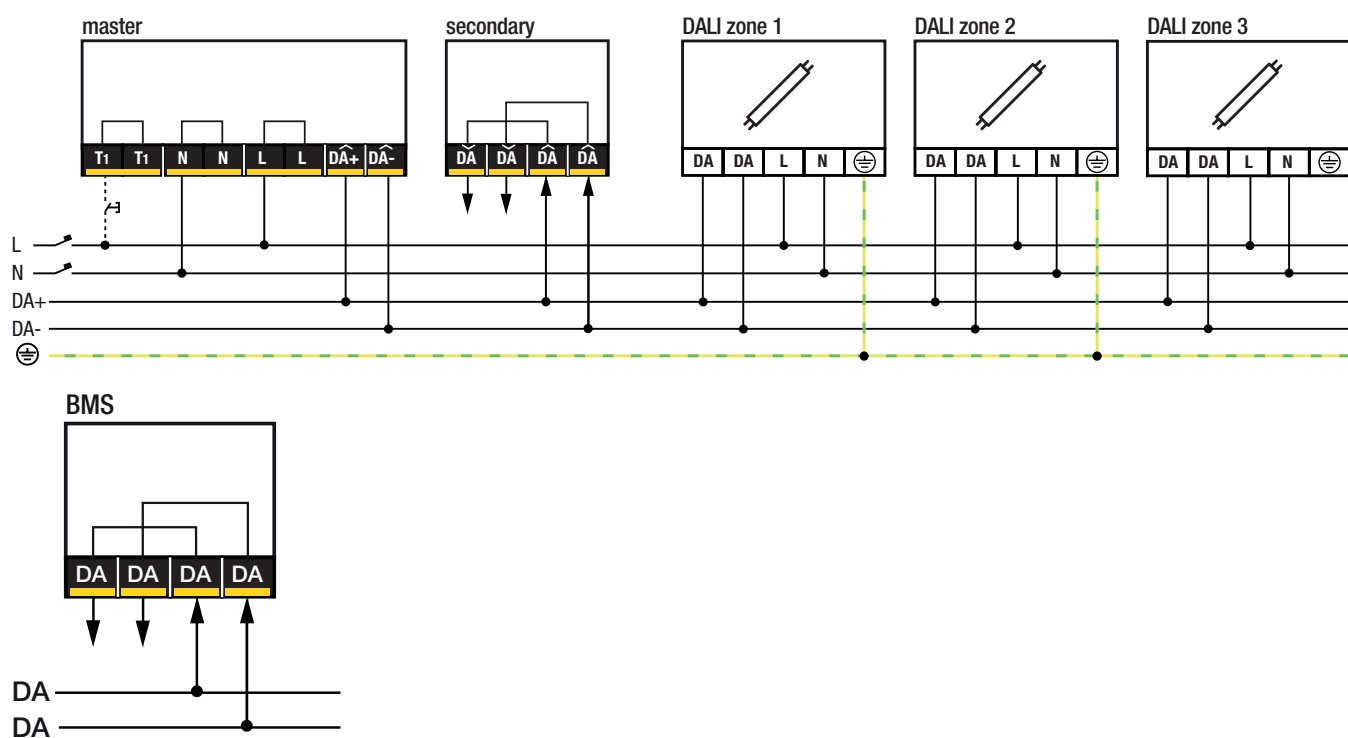 master secondary DALI zone 1 DALI zone 2 DALI zone 3
T1 T1 N N L L DA+ DA- DA DA DA DA DA DA L N DA DA L N DA DA L N
L
N
DA+
DA-
BMS
DA DA DA DA
DA
DA